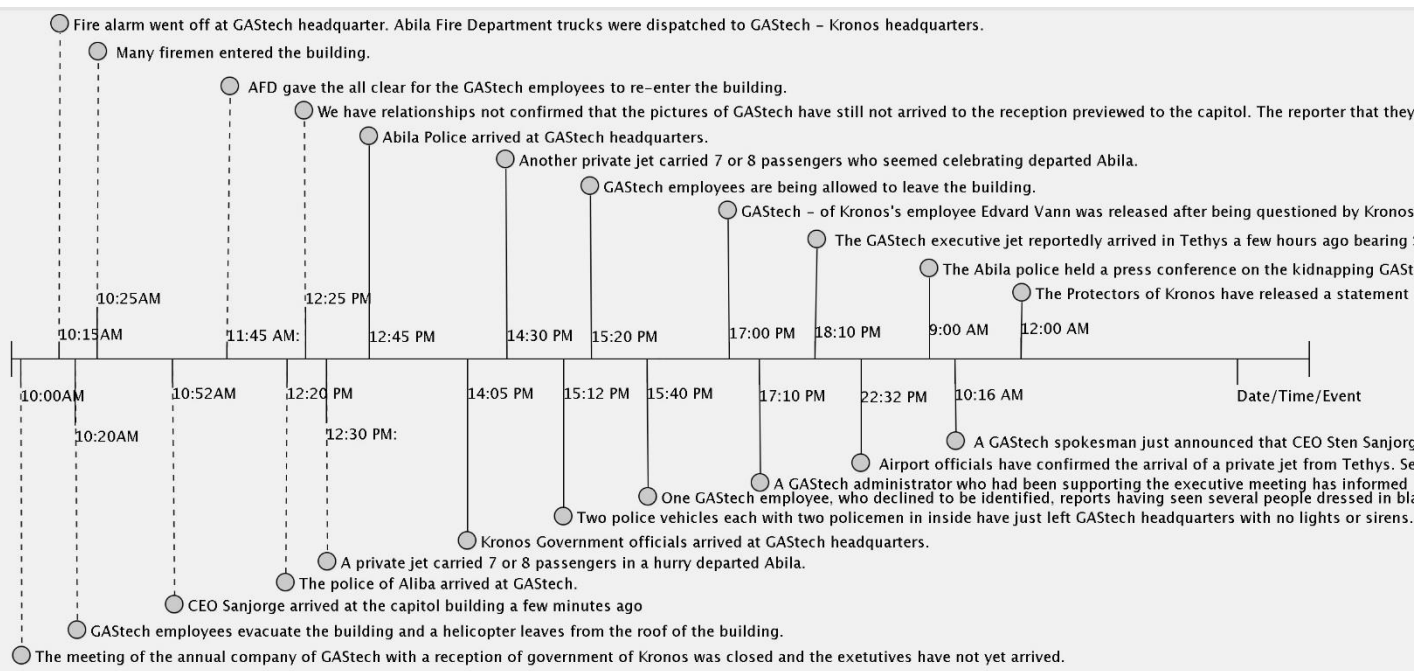 Fire alarm went off at GAStech headquarter. Abila Fire Department trucks were dispatched to GAStech – Kronos headquarters.
Many firemen entered the building.
AFD gave the all clear for the GAStech employees to re-enter the building.
We have relationships not confirmed that the pictures of GAStech have still not arrived to the reception previewed to the capitol. The reporter that they
Abila Police arrived at GAStech headquarters.
Another private jet carried 7 or 8 passengers who seemed celebrating departed Abila.
GAStech employees are being allowed to leave the building.
GAStech – of Kronos's employee Edvard Vann was released after being questioned by Kronos
The GAStech executive jet reportedly arrived in Tethys a few hours ago bearing
The Abila police held a press conference on the kidnapping GASt
The Protectors of Kronos have released a statement
10:25AM
12:25 PM
10:15AM
11:45 AM:
12:45 PM
14:30 PM
15:20 PM
17:00 PM
18:10 PM
9:00 AM
12:00 AM
10:00AM
10:52AM
12:20 PM
14:05 PM
15:12 PM
15:40 PM
17:10 PM
22:32 PM
10:16 AM
Date/Time/Event
10:20AM
12:30 PM:
A GAStech spokesman just announced that CEO Sten Sanjorg
Airport officials have confirmed the arrival of a private jet from Tethys. Se
A GAStech administrator who had been supporting the executive meeting has informed
One GAStech employee, who declined to be identified, reports having seen several people dressed in bla
Two police vehicles each with two policemen in inside have just left GAStech headquarters with no lights or sirens.
Kronos Government officials arrived at GAStech headquarters.
A private jet carried 7 or 8 passengers in a hurry departed Abila.
The police of Aliba arrived at GAStech.
CEO Sanjorge arrived at the capitol building a few minutes ago
GAStech employees evacuate the building and a helicopter leaves from the roof of the building.
The meeting of the annual company of GAStech with a reception of government of Kronos was closed and the exetutives have not yet arrived.